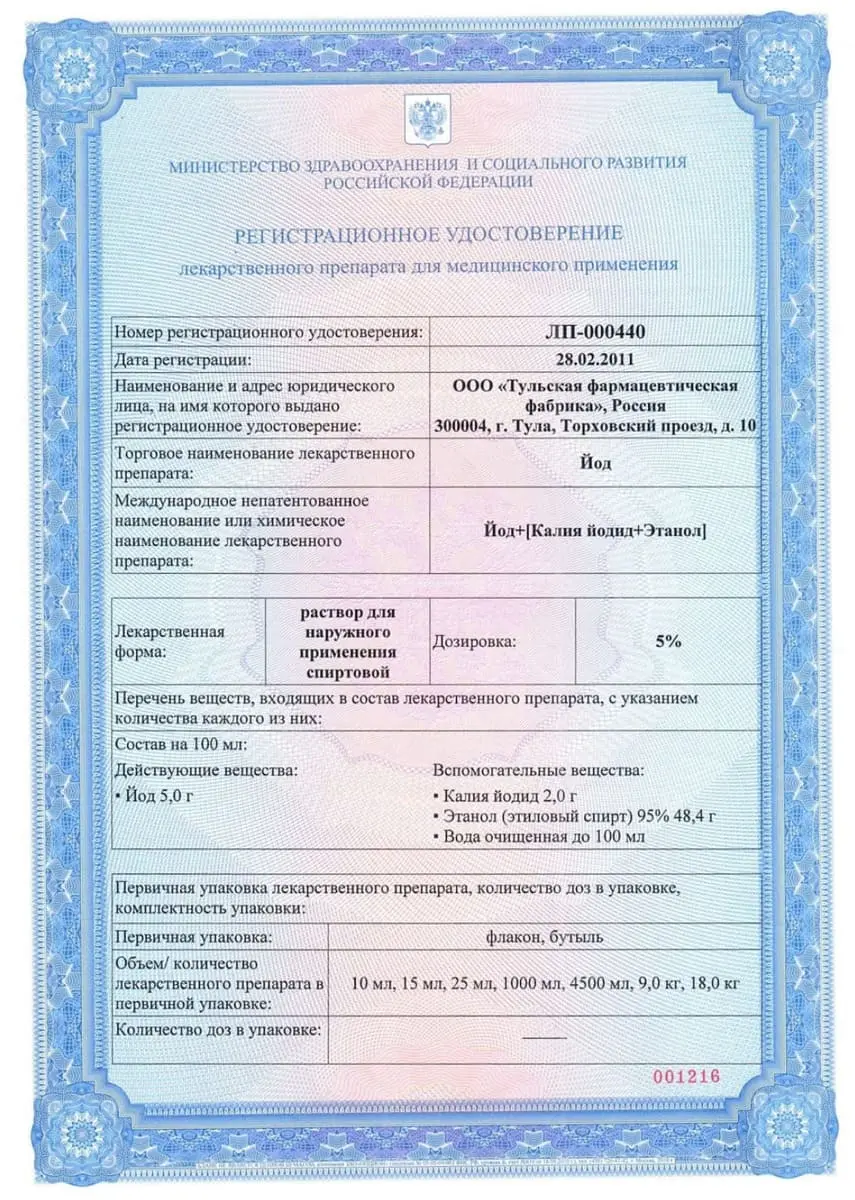 МИНИСТЕРСТВО ЗДРАВООХРАНЕНИЯ И СОЦИАЛЬНОГО РАЗВИТИЯ
РОССИЙСКОЙ ФЕДЕРАЦИИ
РЕГИСТРАЦИОННОЕ УДОСТОВЕРЕНИЕ
лекарственного препарата для медицинского применения
Номер регистрационного удостоверения:
ЛП-000440
Дата регистрации:
28.02.2011
Наименование и адрес юридического
лица, на имя которого выдано
регистрационное удостоверение:
ООО «Тульская фармацевтическая
фабрика», Россия
300004, г. Тула, Торховский проезд, д. 10
Торговое наименование лекарственного
препарата:
Йод
Международное непатентованное
наименование или химическое
наименование лекарственного
препарата:
Йод+[Калия йодид+Этанол]
Лекарственная
форма:
раствор для
наружного
применения
спиртовой
Дозировка:
5%
Перечень веществ, входящих в состав лекарственного препарата, с указанием
количества каждого из них:
Состав на 100 мл:
Действующие вещества:
• Йод 5,0 г
Вспомогательные вещества:
• Калия йодид 2,0 г
• Этанол (этиловый спирт) 95% 48,4 г
• Вода очищенная до 100 мл
Первичная упаковка лекарственного препарата, количество доз в упаковке,
комплектность упаковки:
Первичная упаковка:
флакон, бутыль
Объем/ количество
лекарственного препарата в
первичной упаковке:
10 мл, 15 мл, 25 мл, 1000 мл, 4500 мл, 9,0 кг, 18,0 кг
Количество доз в упаковке:
001216